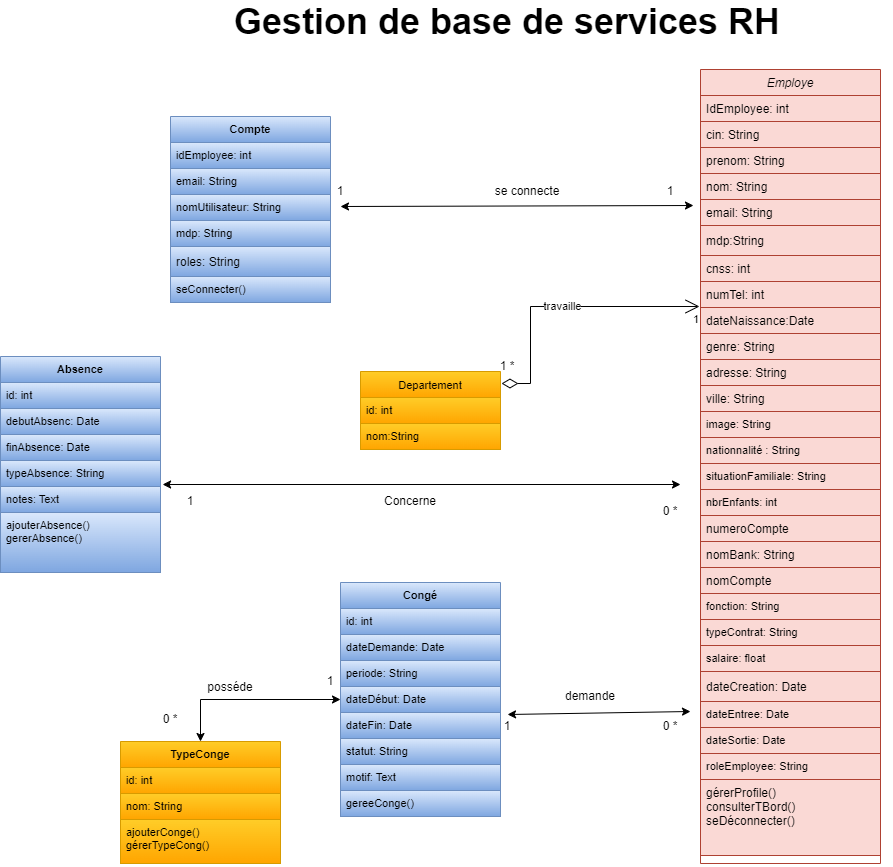 Gestion de base de services RH
Compte
idEmployee: int
email: String
nomUtilisateur: String
mdp: String
roles: String
seConnecter()
1
se connecte
1
Employe
IdEmployee: int
cin: String
prenom: String
nom: String
email: String
mdp:String
cnss: int
numTel: int
dateNaissance:Date
genre: String
adresse: String
ville: String
image: String
nationnalité : String
situationFamiliale: String
nbrEnfants: int
numeroCompte
nomBank: String
nomCompte
fonction: String
typeContrat: String
salaire: float
dateCreation: Date
dateEntree: Date
dateSortie: Date
roleEmployee: String
gérerProfile()
consulterTBord()
seDéconnecter()
travaille
1
1 *
Departement
id: int
nom:String
Absence
id: int
debutAbsenc: Date
finAbsence: Date
typeAbsence: String
notes: Text
ajouterAbsence()
gererAbsence()
1
Concerne
0 *
Congé
id: int
dateDemande: Date
periode: String
dateDébut: Date
dateFin: Date
statut: String
motif: Text
gereeConge()
demande
1
0 *
posséde
1
0 *
TypeConge
id: int
nom: String
ajouterConge()
gérerTypeCong()